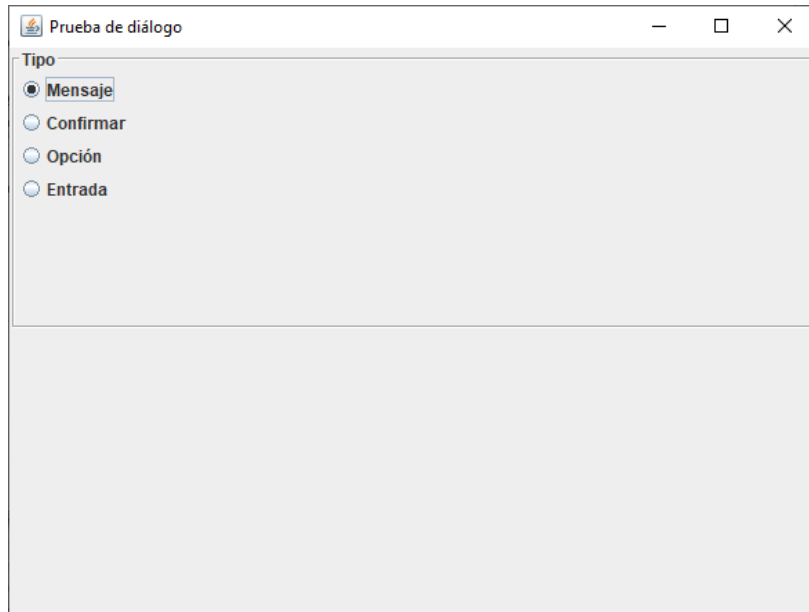 Prueba de diálogo
Tipo
Mensaje
Confirmar
Opción
Entrada